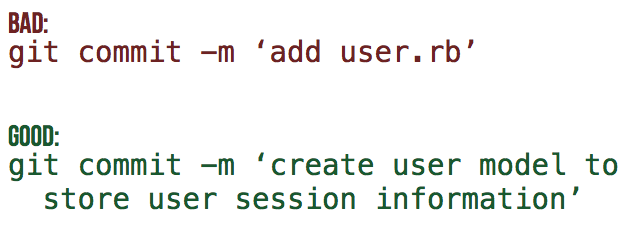 BAD:
git commit –m ‘add user.rb’
GOOD:
git commit –m ‘create user model to
store user session information’